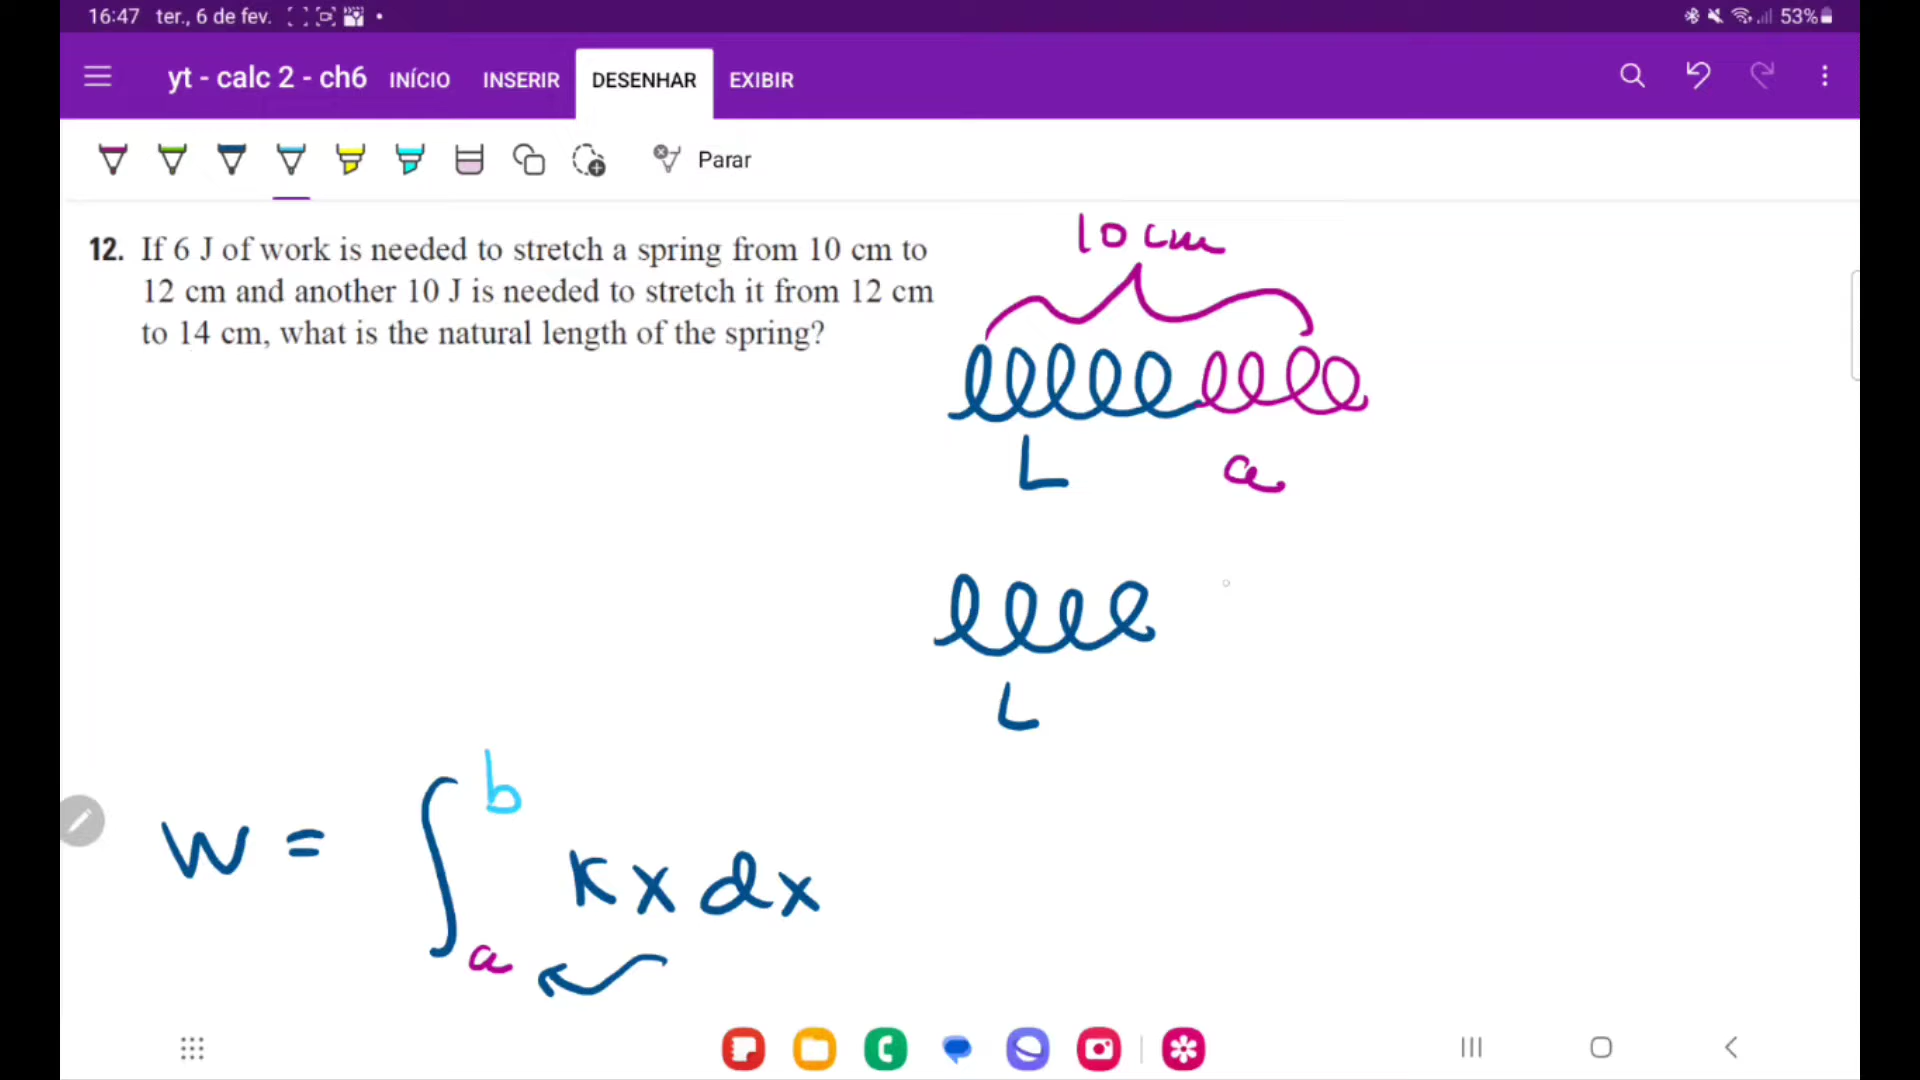 16:47 ter., 6 de fev. 53%
yt - calc 2 - ch6 INÍCIO INSERIR DESENHAR EXIBIR
Parar
12. If 6 J of work is needed to stretch a spring from 10 cm to
12 cm and another 10 J is needed to stretch it from 12 cm
to 14 cm, what is the natural length of the spring?
10 cm
L a
L
b
W = ∫ Kx dx
a